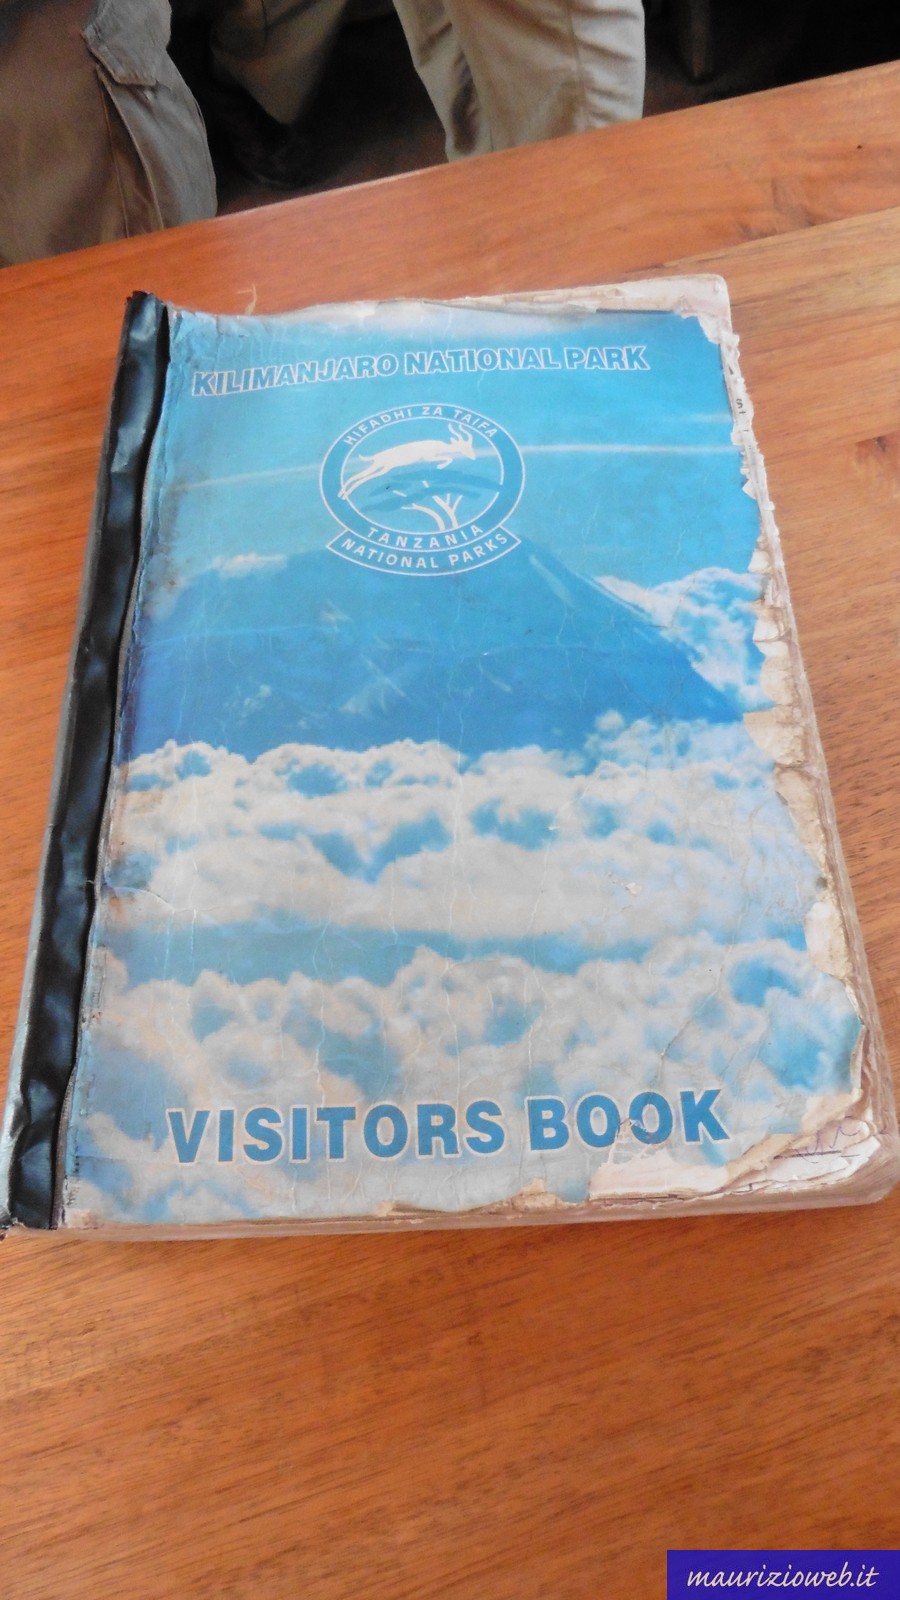 KILIMANJARO NATIONAL PARK
HIFADHI ZA TAIFA
TANZANIA
NATIONAL PARKS
VISITORS BOOK
maurizioweb.it